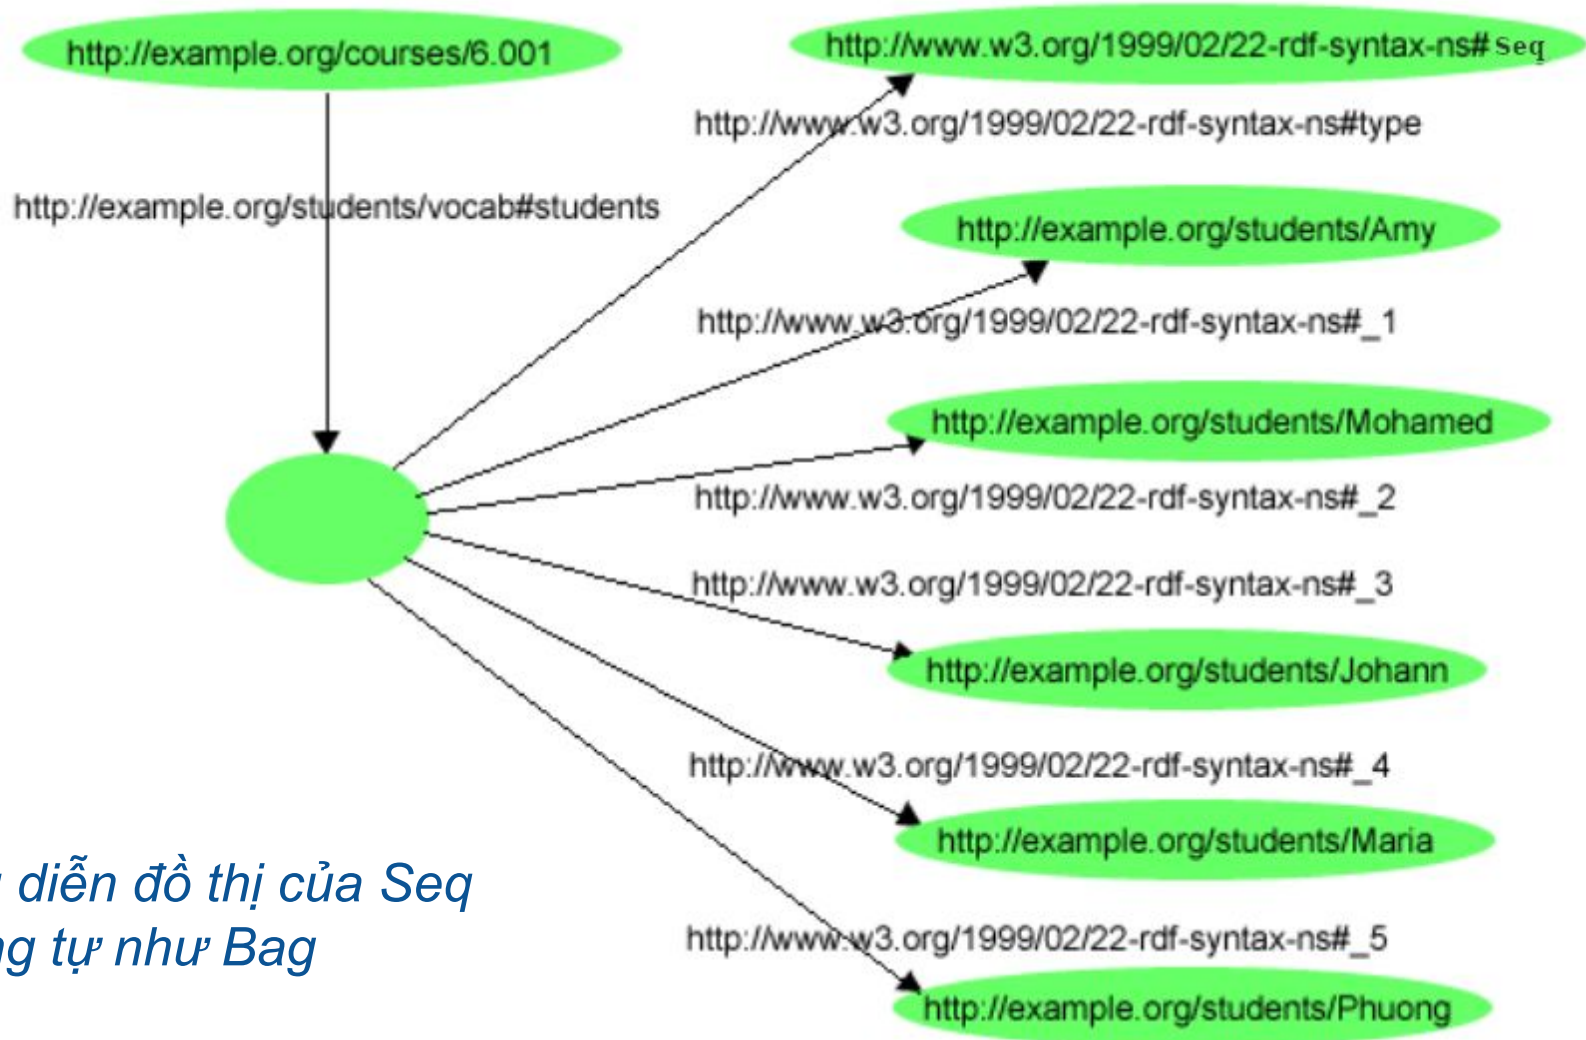 http://example.org/courses/6.001
http://www.w3.org/1999/02/22-rdf-syntax-ns#Seq
http://www.w3.org/1999/02/22-rdf-syntax-ns#type
http://example.org/students/vocab#students
http://example.org/students/Amy
http://www.w3.org/1999/02/22-rdf-syntax-ns#_1
http://example.org/students/Mohamed
http://www.w3.org/1999/02/22-rdf-syntax-ns#_2
http://www.w3.org/1999/02/22-rdf-syntax-ns#_3
http://example.org/students/Johann
http://www.w3.org/1999/02/22-rdf-syntax-ns#_4
http://example.org/students/Maria
diễn đồ thị của Seq
tự như Bag
http://www.w3.org/1999/02/22-rdf-syntax-ns#_5
http://example.org/students/Phuong